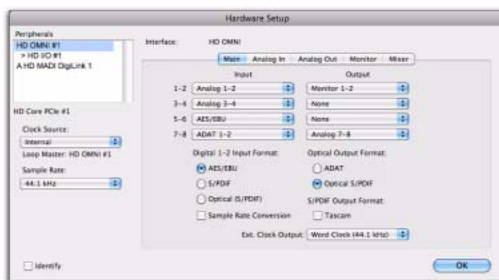 Hardware Setup
Peripherals
HD OMNI #1
> HD I/O #1
A HD MADI DigiLink 1
HD Core PCIe #1
Clock Source:
Internal
Loop Master: HD OMNI #1
Sample Rate:
44.1 kHz
Identify
Interface: HD OMNI
Main Analog In Analog Out Monitor Mixer
Input Output
1-2 Analog 1-2 Monitor 1-2
3-4 Analog 3-4 None
5-6 AES/EBU None
7-8 ADAT 1-2 Analog 7-8
Digital 1-2 Input Format: Optical Output Format:
AES/EBU ADAT
S/PDIF Optical S/PDIF
Optical (S/PDIF) S/PDIF Output Format:
Sample Rate Conversion Tascam
Ext. Clock Output: Word Clock (44.1 kHz)
OK